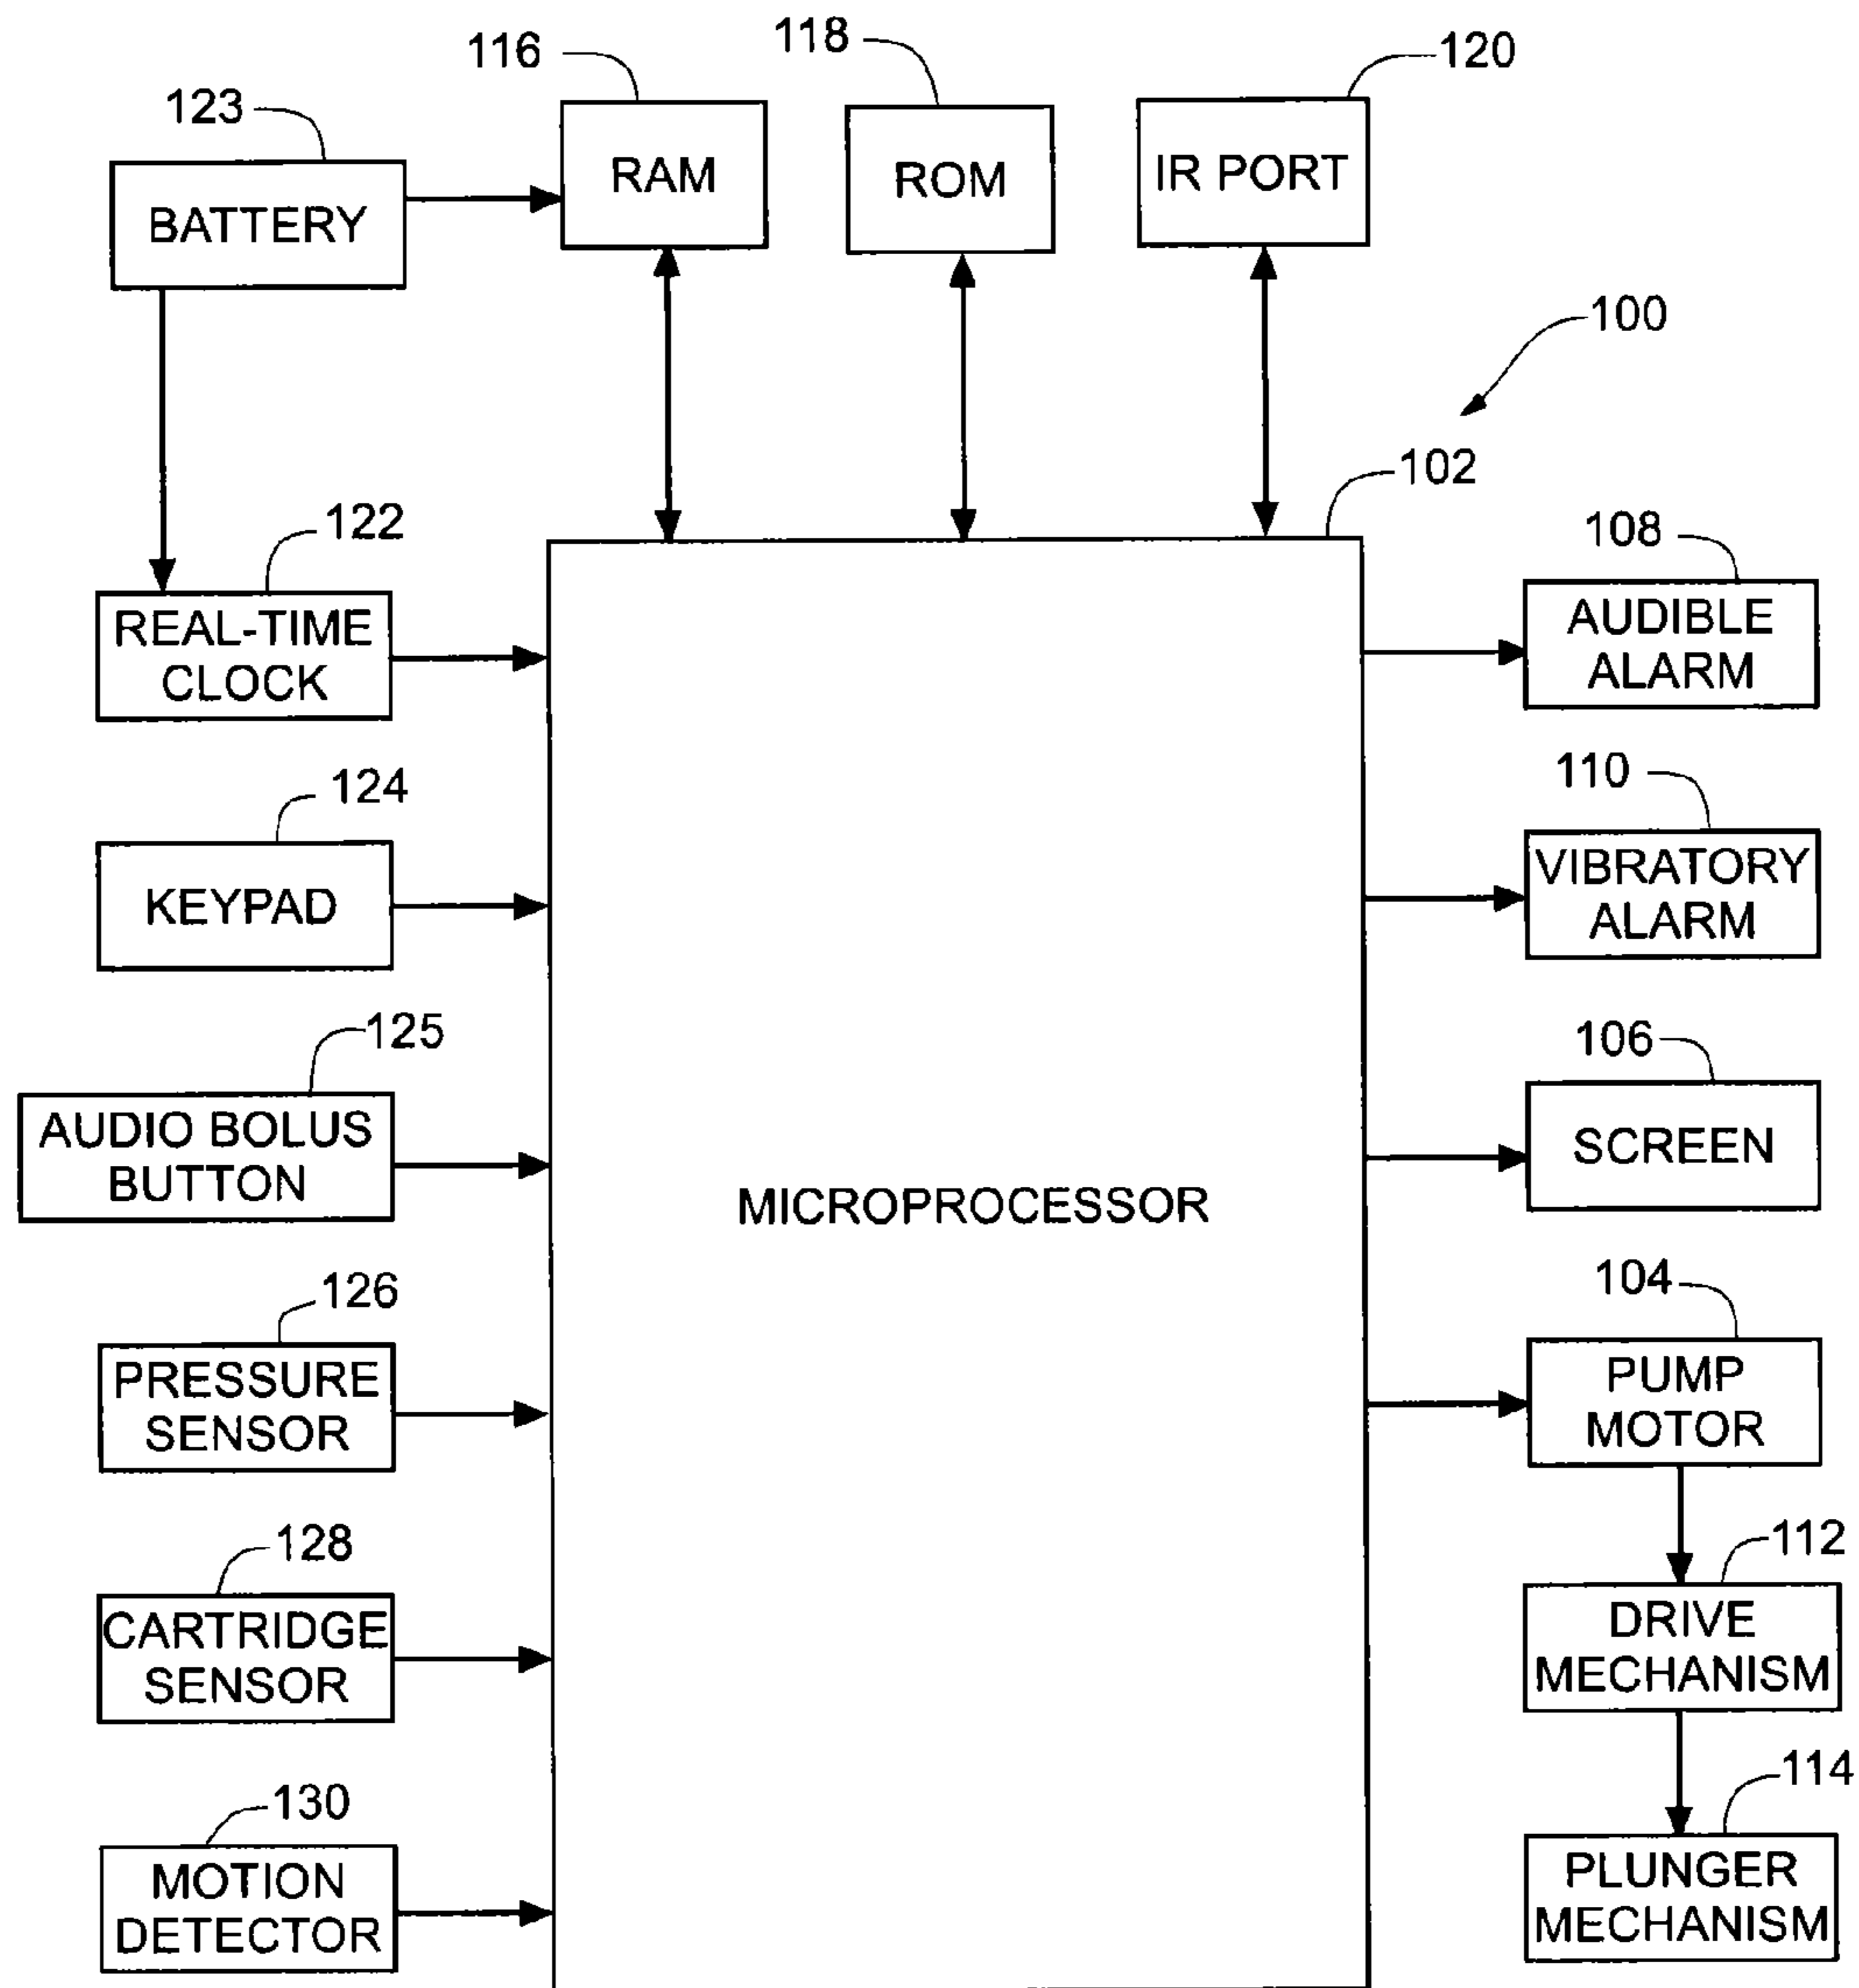 116
118
120
123
RAM
ROM
IR PORT
BATTERY
100
102
122
108
REAL-TIME
CLOCK
AUDIBLE
ALARM
124
110
KEYPAD
VIBRATORY
ALARM
125
106
AUDIO BOLUS
BUTTON
SCREEN
MICROPROCESSOR
126
104
PRESSURE
SENSOR
PUMP
MOTOR
128
112
CARTRIDGE
SENSOR
DRIVE
MECHANISM
130
114
MOTION
DETECTOR
PLUNGER
MECHANISM